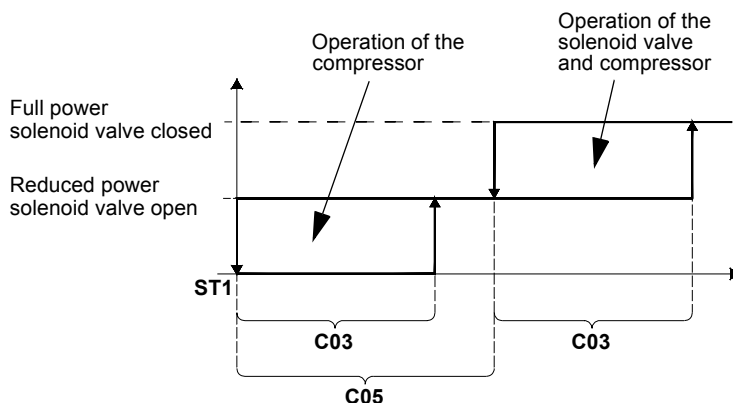 Operation of the
compressor
Operation of the
solenoid valve
and compressor
Full power
solenoid valve closed
Reduced power
solenoid valve open
ST1
C03
C03
C05